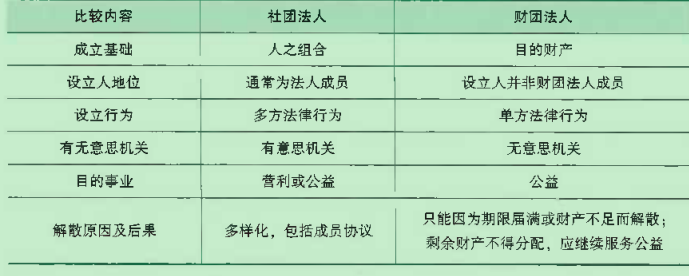 比较内容 社团法人 财团法人
成立基础 人之组合 目的财产
设立人地位 通常为法人成员 设立人并非财团法人成员
设立行为 多方法律行为 单方法律行为
有无意思机关 有意思机关 无意思机关
目的事业 营利或公益 公益
解散原因及后果 多样化，包括成员协议 只能因为期限届满或财产不足而解散；
剩余财产不得分配，应继续服务公益